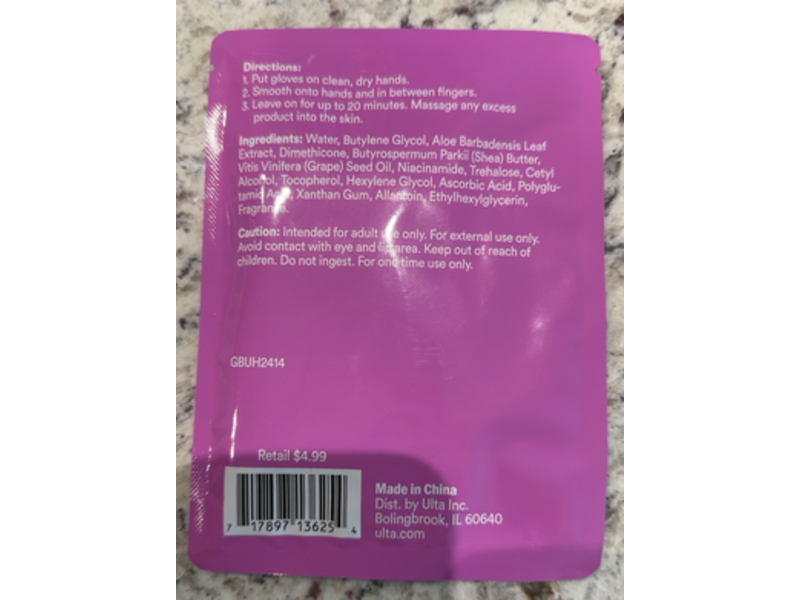 Directions:
1. Put gloves on clean, dry hands.
2. Smooth onto hands and in between fingers.
3. Leave on for up to 20 minutes. Massage any excess
product into the skin.
Ingredients: Water, Butylene Glycol, Aloe Barbadensis Leaf
Extract, Dimethicone, Butyrospermum Parkii (Shea) Butter,
Vitis Vinifera (Grape) Seed Oil, Niacinamide, Trehalose, Cetyl
Alcohol, Tocopherol, Hexylene Glycol, Ascorbic Acid, Polyglu-
tamic Acid, Xanthan Gum, Allantoin, Ethylhexylglycerin,
Fragrance.
Caution: Intended for adult use only. For external use only.
Avoid contact with eye and lip area. Keep out of reach of
children. Do not ingest. For one time use only.
GBUH2414
Retail $4.99
7 17897 13625 4
Made in China
Dist. by Ulta Inc.
Bolingbrook, IL 60640
ulta.com